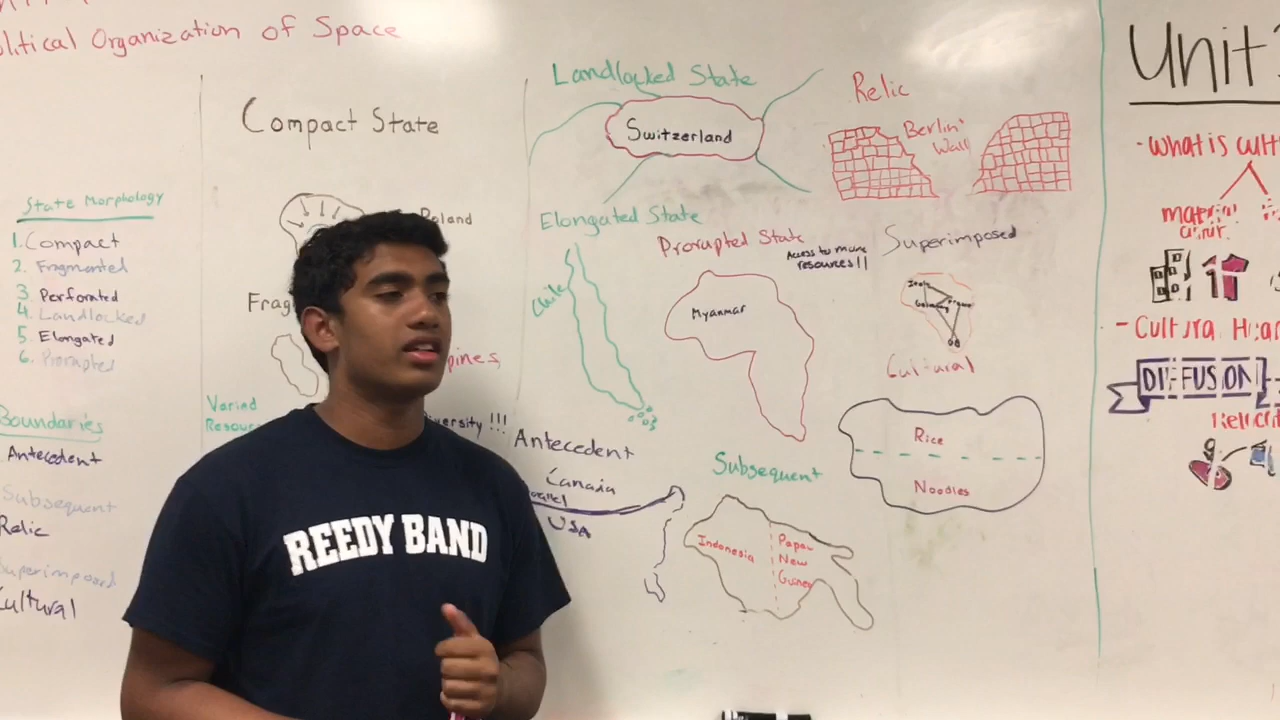 olitical Organization of Space
State Morphology
1. Compact
2. Fragmented
3. Perforated
4. Landlocked
5. Elongated
6. Prorupted
Boundaries
Antecedent
Subsequent
Relic
Superimposed
Cultural
Compact State
Poland
Frag
pines
Varied
Resour
versity !!!
Landlocked State
Switzerland
Relic
Berlin
Wall
Elongated State
Chile
Prorupted State
Access to more
resources!!
Myanmar
Superimposed
Cultural
Rice
Noodles
Antecedent
Canada
USA
Subsequent
Indonesia
Papau
New
Guinea
REEDY BAND
Unit
- What is cult
- Cultural Hear
DIFFUSION